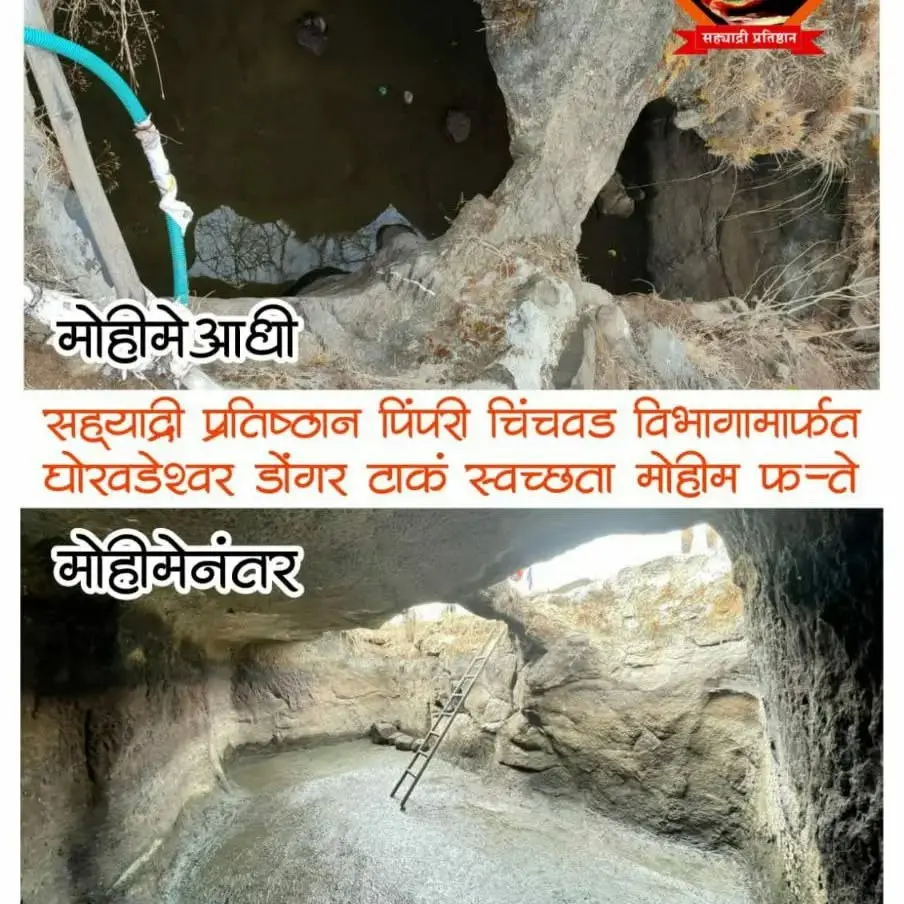 सह्याद्री प्रतिष्ठान
मोहीमे आधी
सह्याद्री प्रतिष्ठान पिंपरी चिंचवड विभागामार्फत
घोरवडेश्वर डोंगर टाकं स्वच्छता मोहीम फत्ते
मोहीमेनंतर